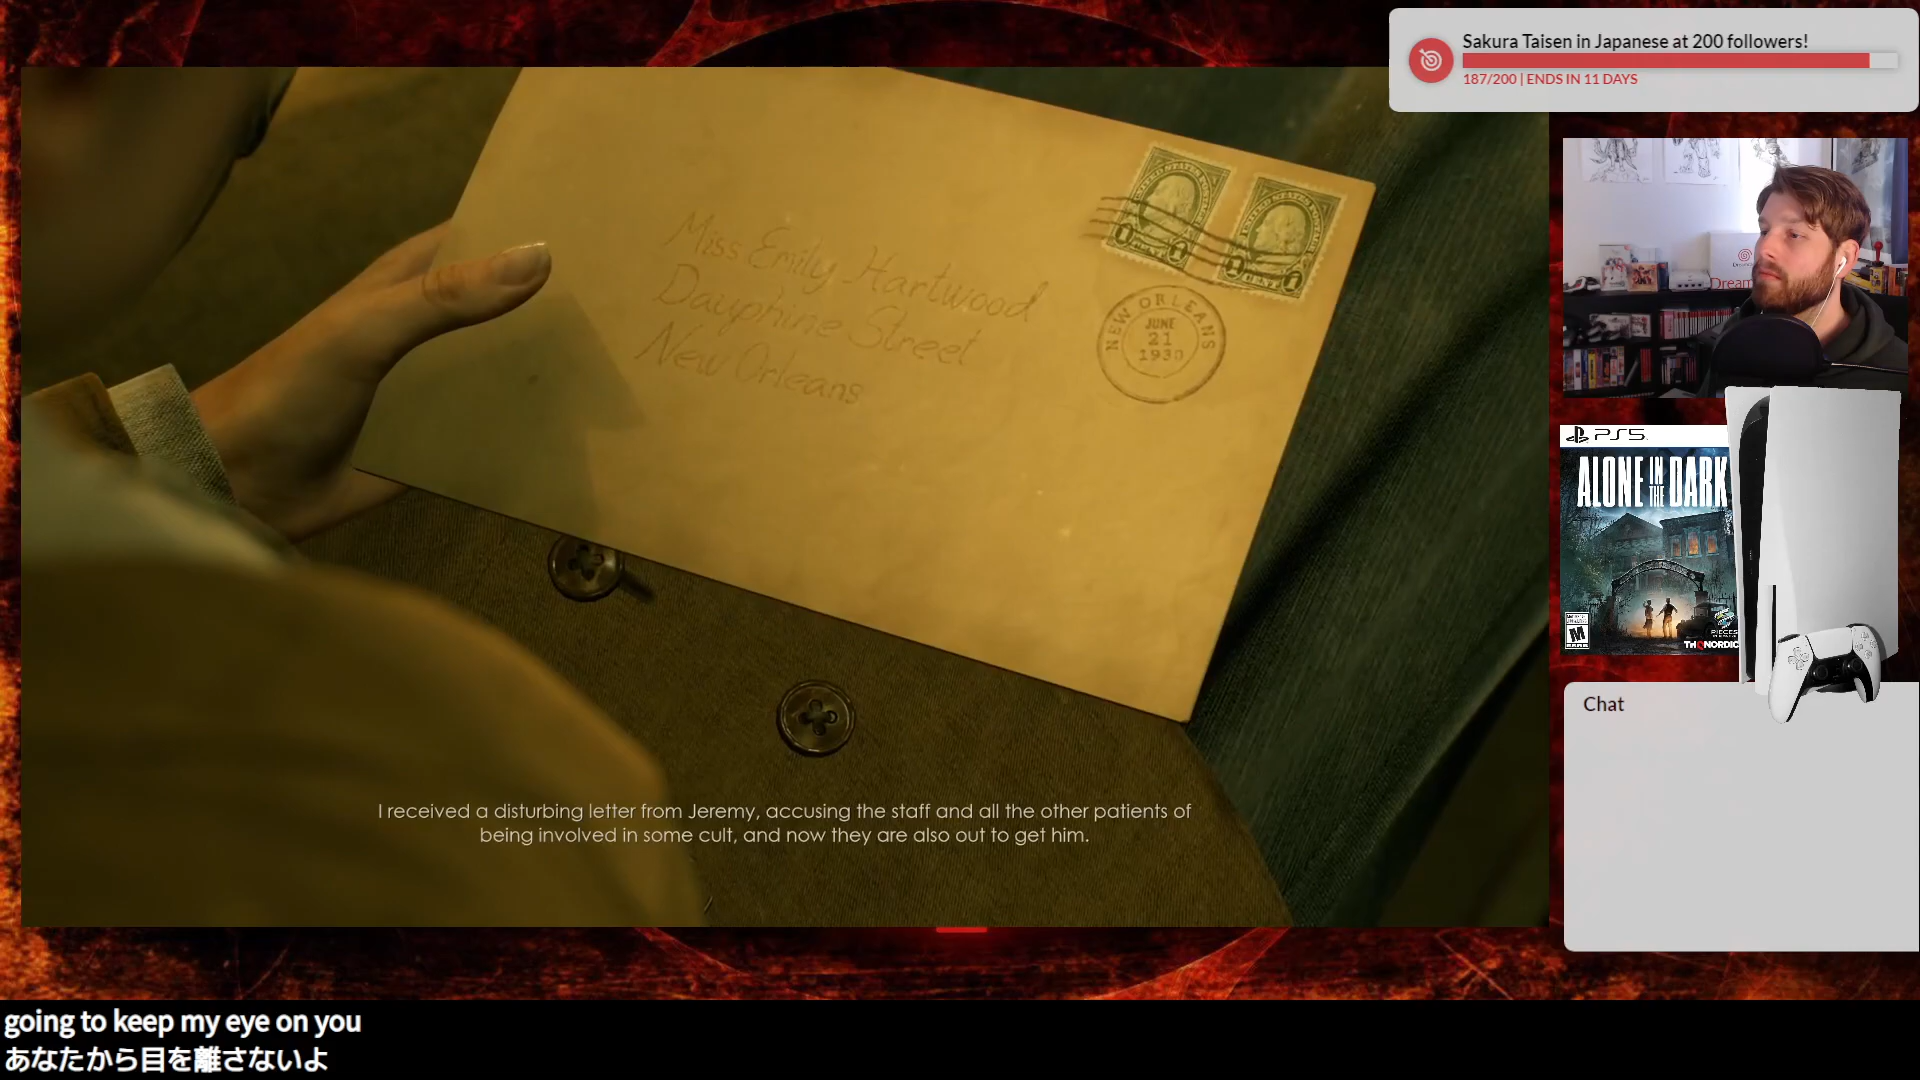 Sakura Taisen in Japanese at 200 followers!
187/200 | ENDS IN 11 DAYS
Miss Emily Hartwood
Dauphine Street
New Orleans
NEW ORLEANS
JUNE
21
1930
PS5
ALONE IN THE DARK
M
THQ NORDIC
Chat
I received a disturbing letter from Jeremy, accusing the staff and all the other patients of
being involved in some cult, and now they are also out to get him.
going to keep my eye on you
あなたから目を離さないよ